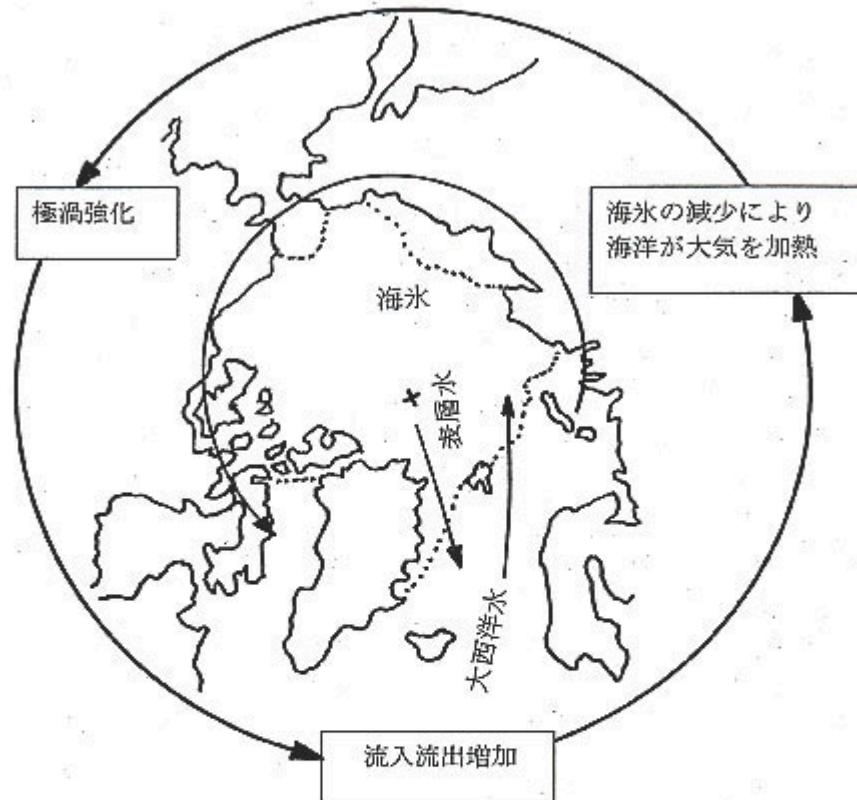 極渦強化
海氷の減少により
海洋が大気を加熱
海氷
表層水
大西洋水
流入流出増加